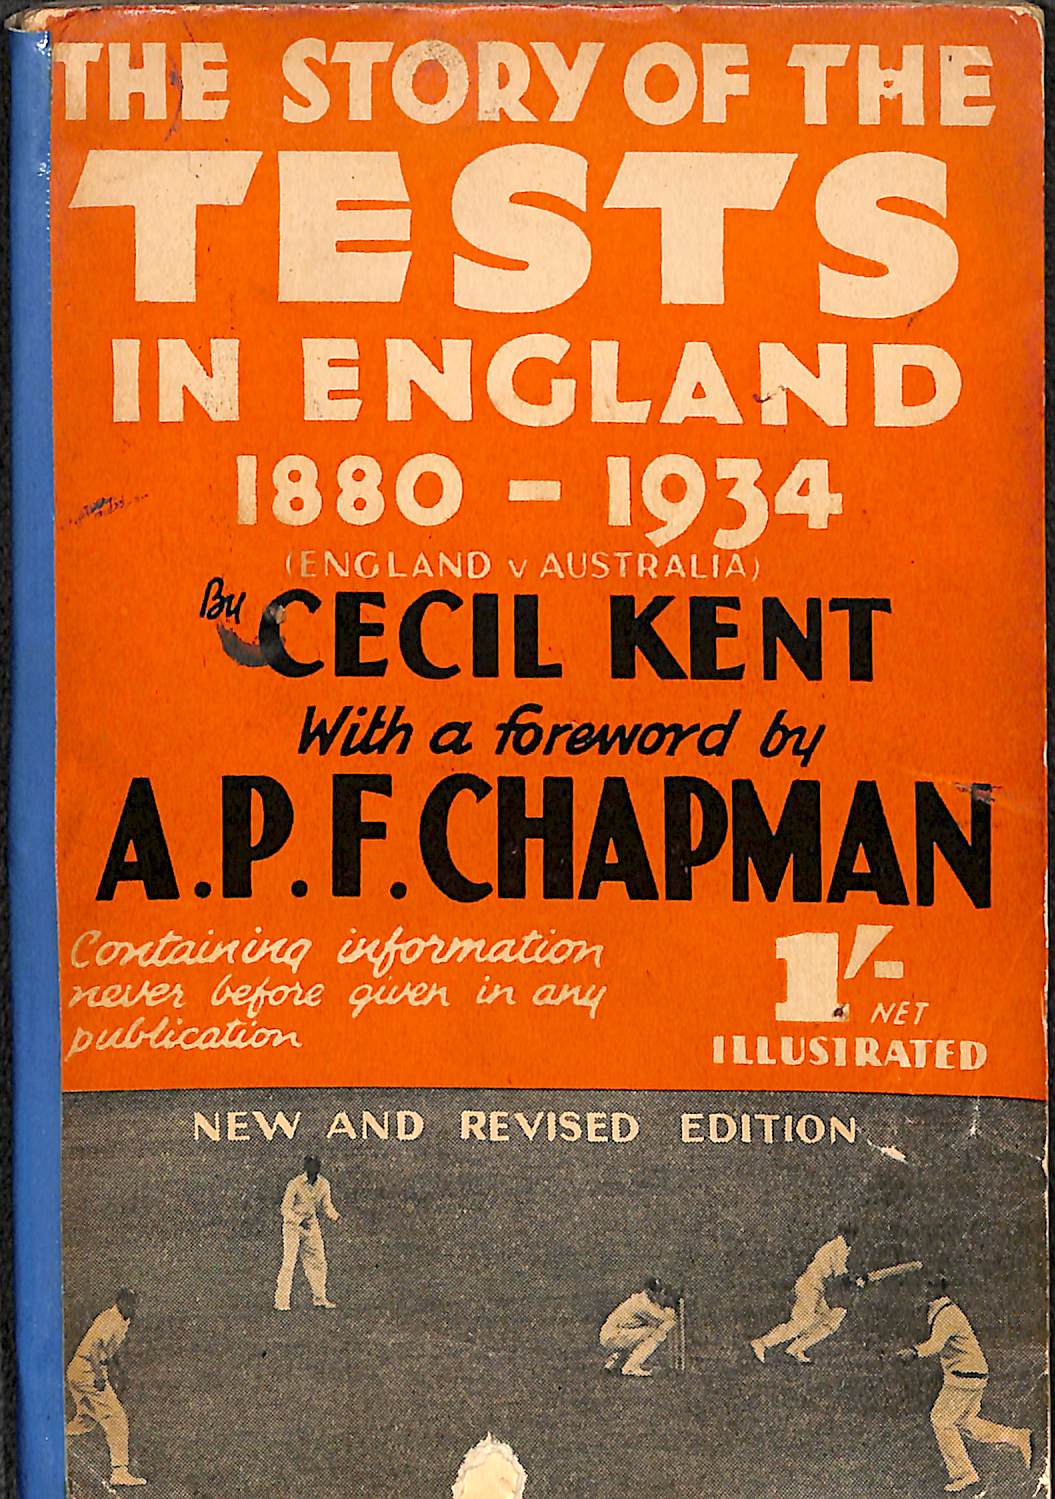 THE STORY OF THE
TESTS
IN ENGLAND
1880 - 1934
(ENGLAND v AUSTRALIA)
By CECIL KENT
With a foreword by
A.P.F. CHAPMAN
Containing information
never before given in any
publication
1/-
NET
ILLUSTRATED
NEW AND REVISED EDITION